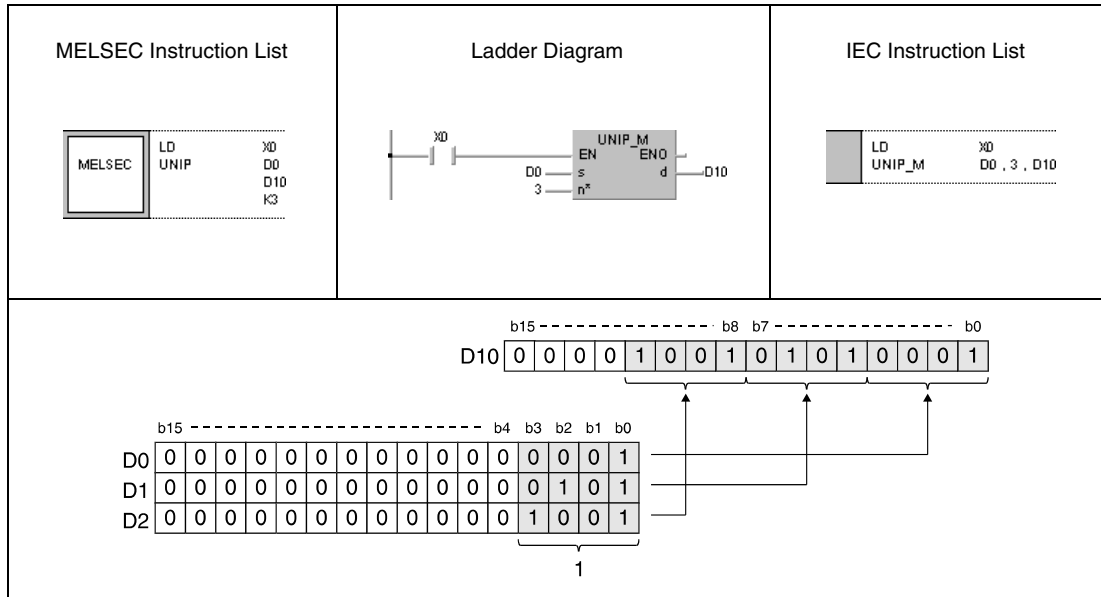 MELSEC Instruction List
MELSEC
LD X0
UNIP D0
D10
K3
Ladder Diagram
X0
UNIP_M
EN ENO
D0 s d D10
3 n*
IEC Instruction List
LD X0
UNIP_M D0 , 3 , D10
b15 b8 b7 b0
D10 0 0 0 0 1 0 0 1 0 1 0 1 0 0 0 1
b15 b4 b3 b2 b1 b0
D0 0 0 0 0 0 0 0 0 0 0 0 0 0 0 0 1
D1 0 0 0 0 0 0 0 0 0 0 0 0 0 1 0 1
D2 0 0 0 0 0 0 0 0 0 0 0 0 1 0 0 1
1